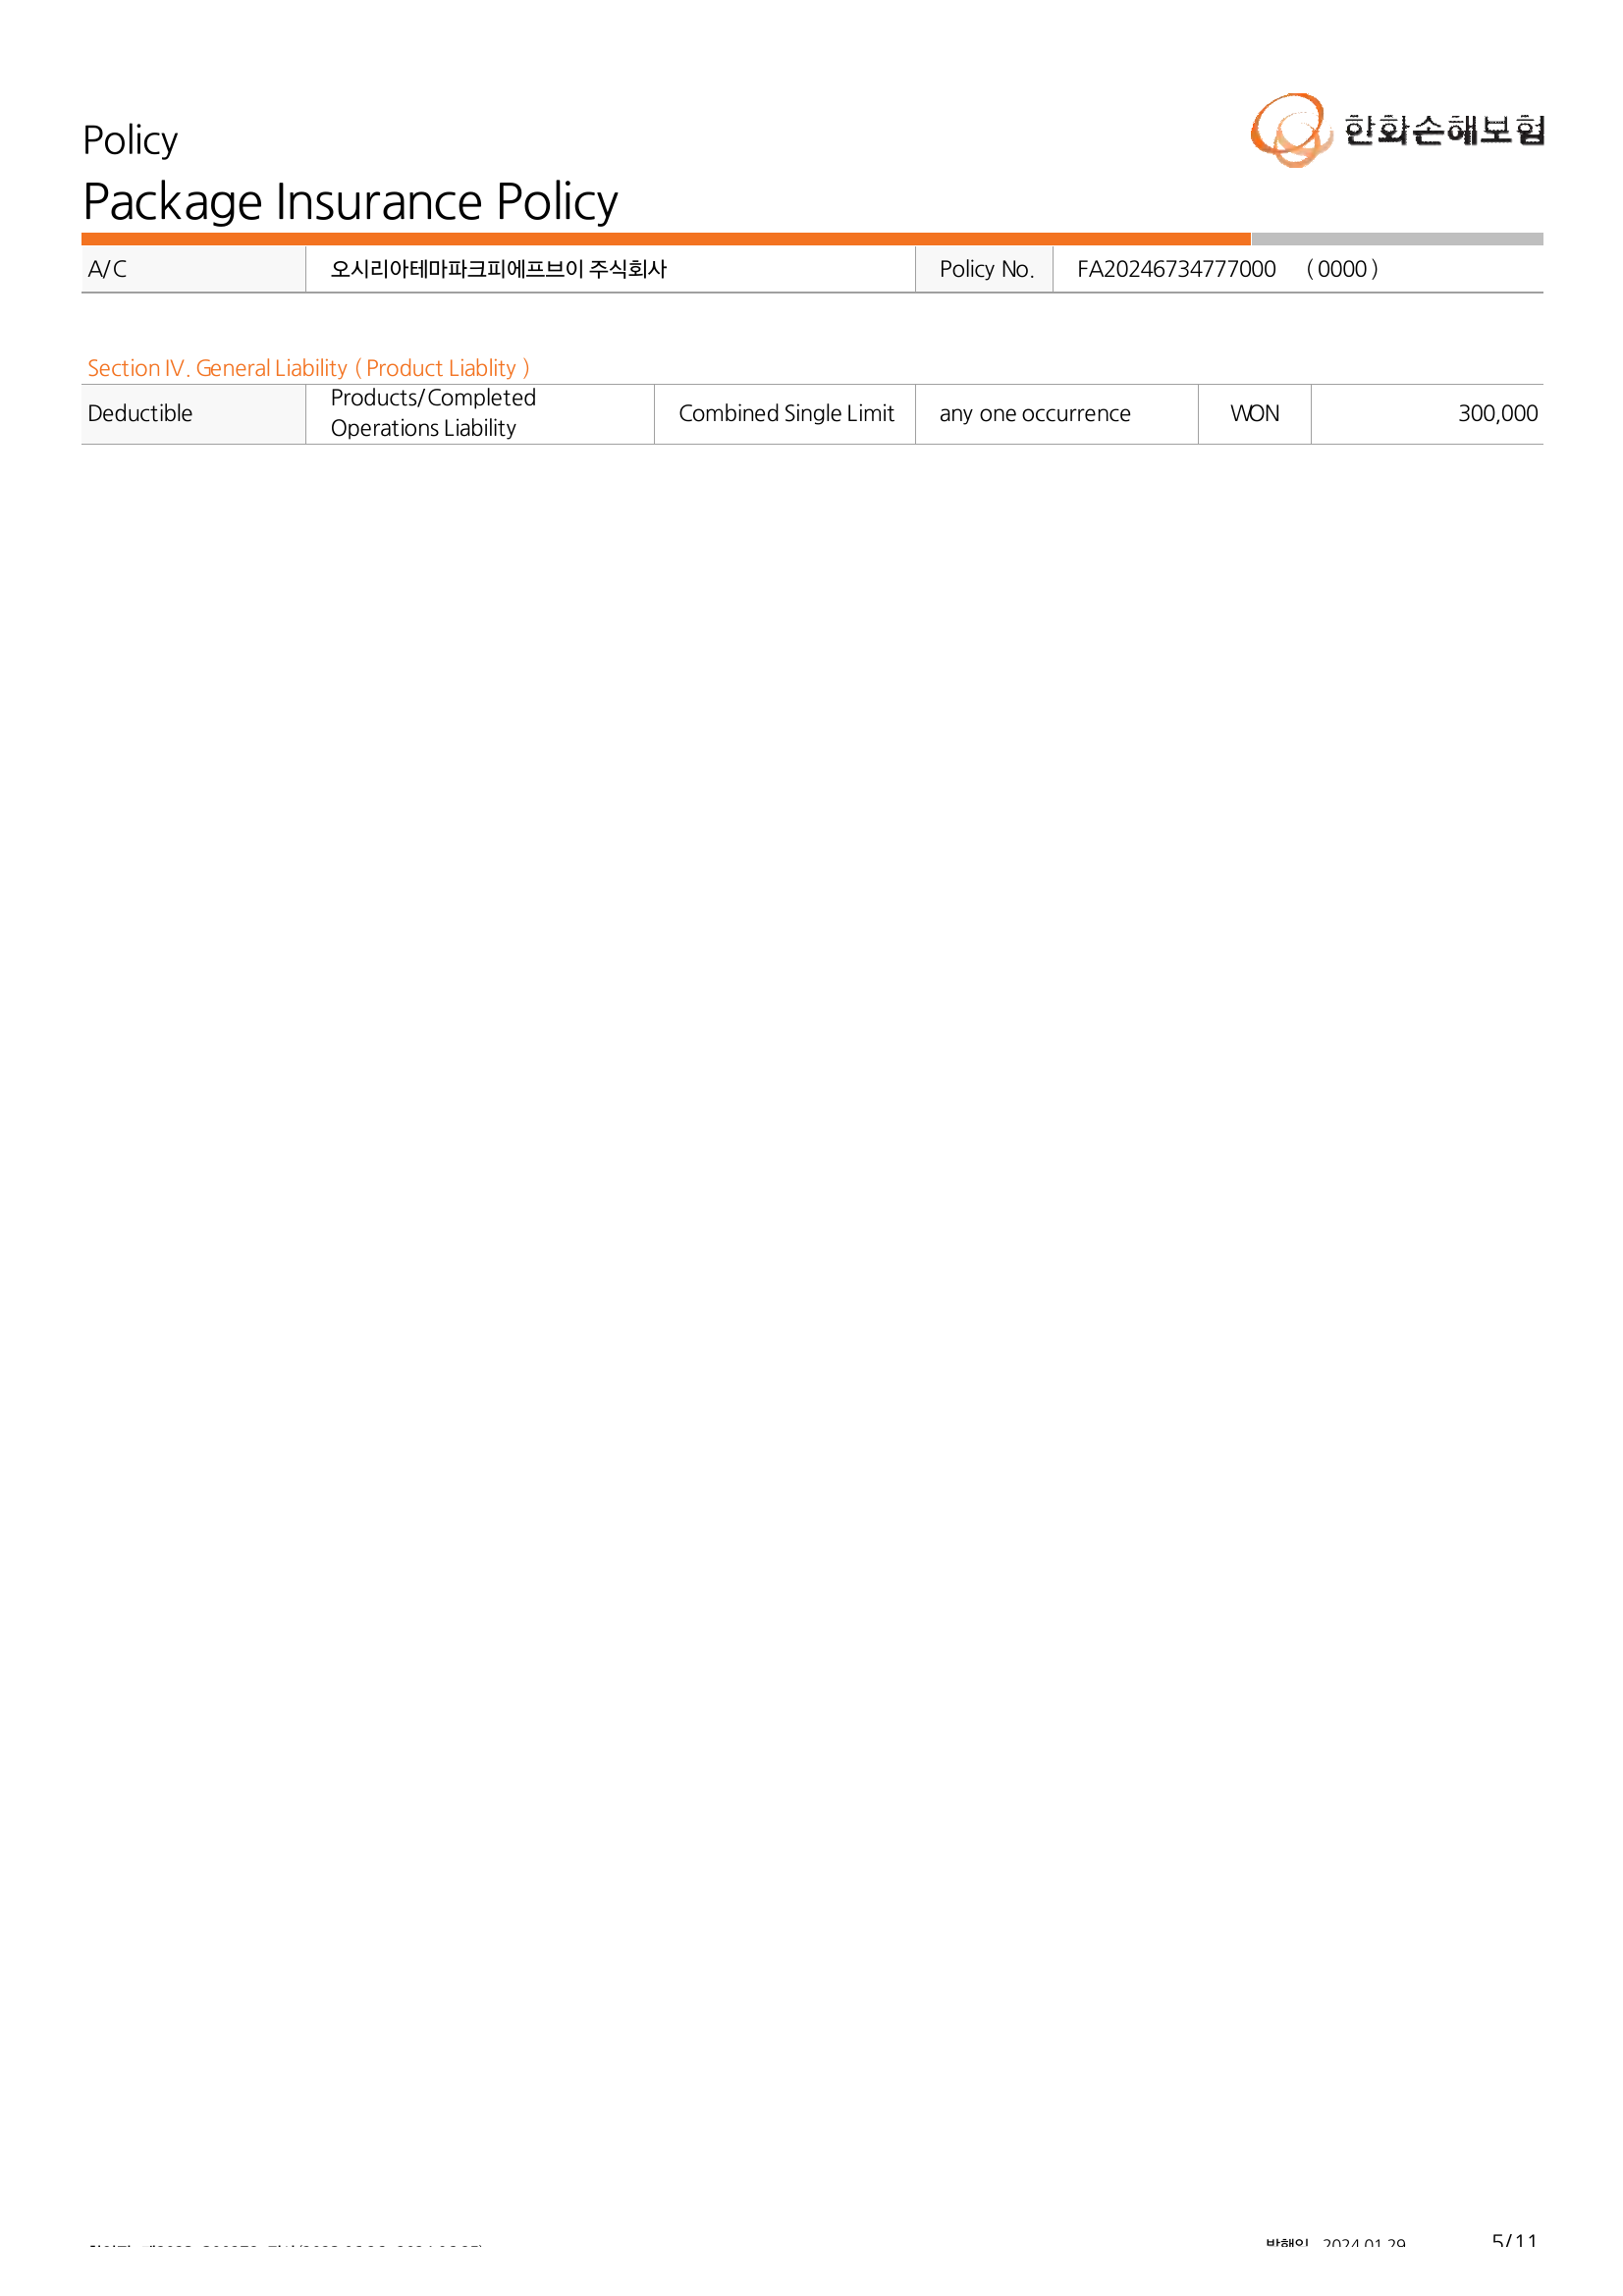 한화손해보험
Policy
Package Insurance Policy
A/C 오시리아테마파크피에프브이 주식회사 Policy No. FA20246734777000 ( 0000 )
Section IV. General Liability ( Product Liablity )
Deductible Products/Completed Operations Liability Combined Single Limit any one occurrence WON 300,000
발행일 2024.01.29 5/11